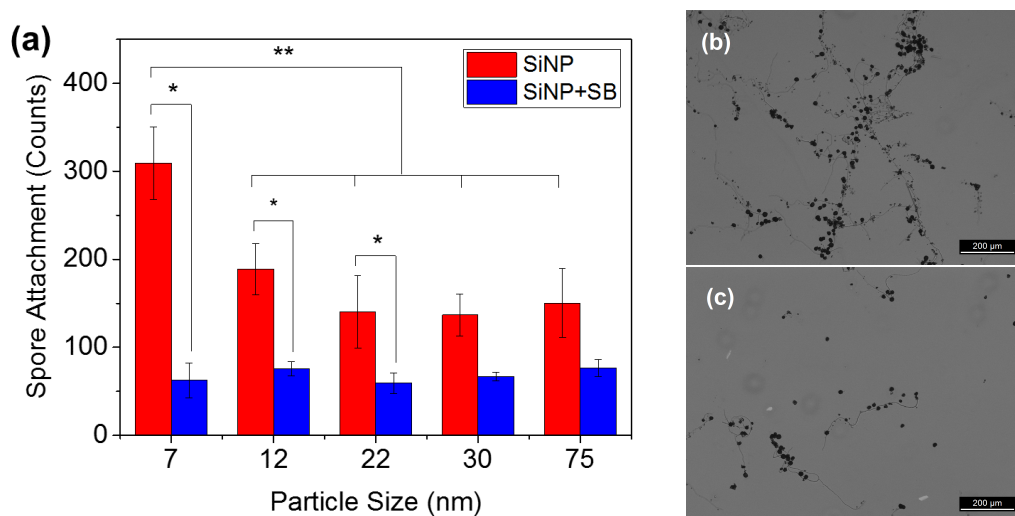 (a)
Spore Attachment (Counts)
400
300
200
100
0
**
*
*
*
SiNP
SiNP+SB
7 12 22 30 75
Particle Size (nm)
(b)
200 µm
(c)
200 µm